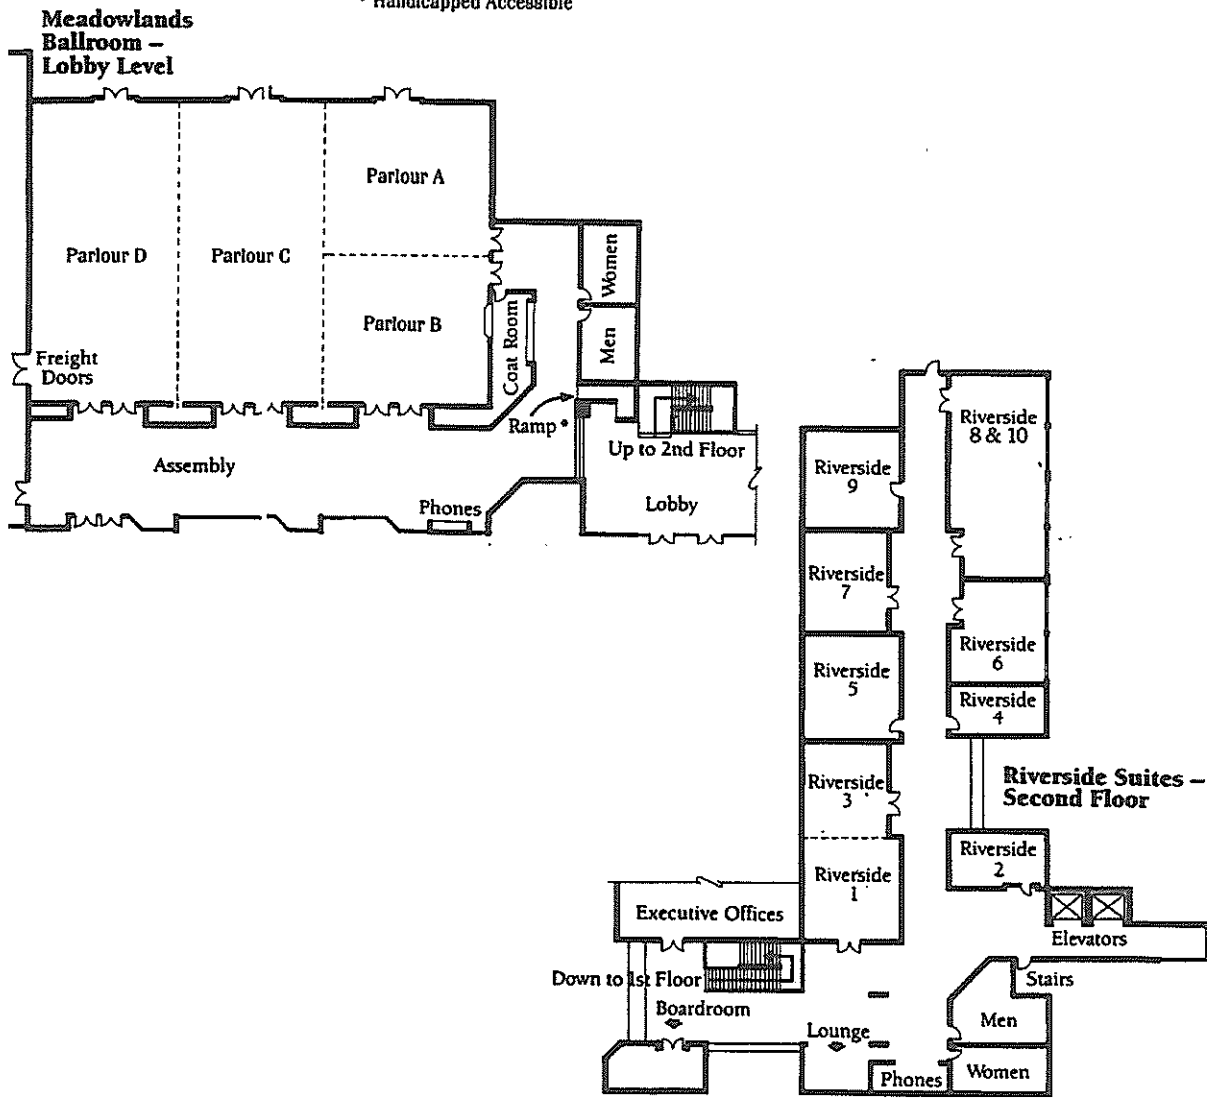 * Handicapped Accessible
Meadowlands
Ballroom –
Lobby Level
Parlour A
Parlour D
Parlour C
Parlour B
Women
Men
Coat Room
Freight
Doors
Ramp *
Up to 2nd Floor
Assembly
Phones
Lobby
Riverside
8 & 10
Riverside
9
Riverside
7
Riverside
6
Riverside
5
Riverside
4
Riverside Suites –
Second Floor
Riverside
3
Riverside
2
Riverside
1
Executive Offices
Elevators
Down to 1st Floor
Stairs
Boardroom
Men
Lounge
Women
Phones